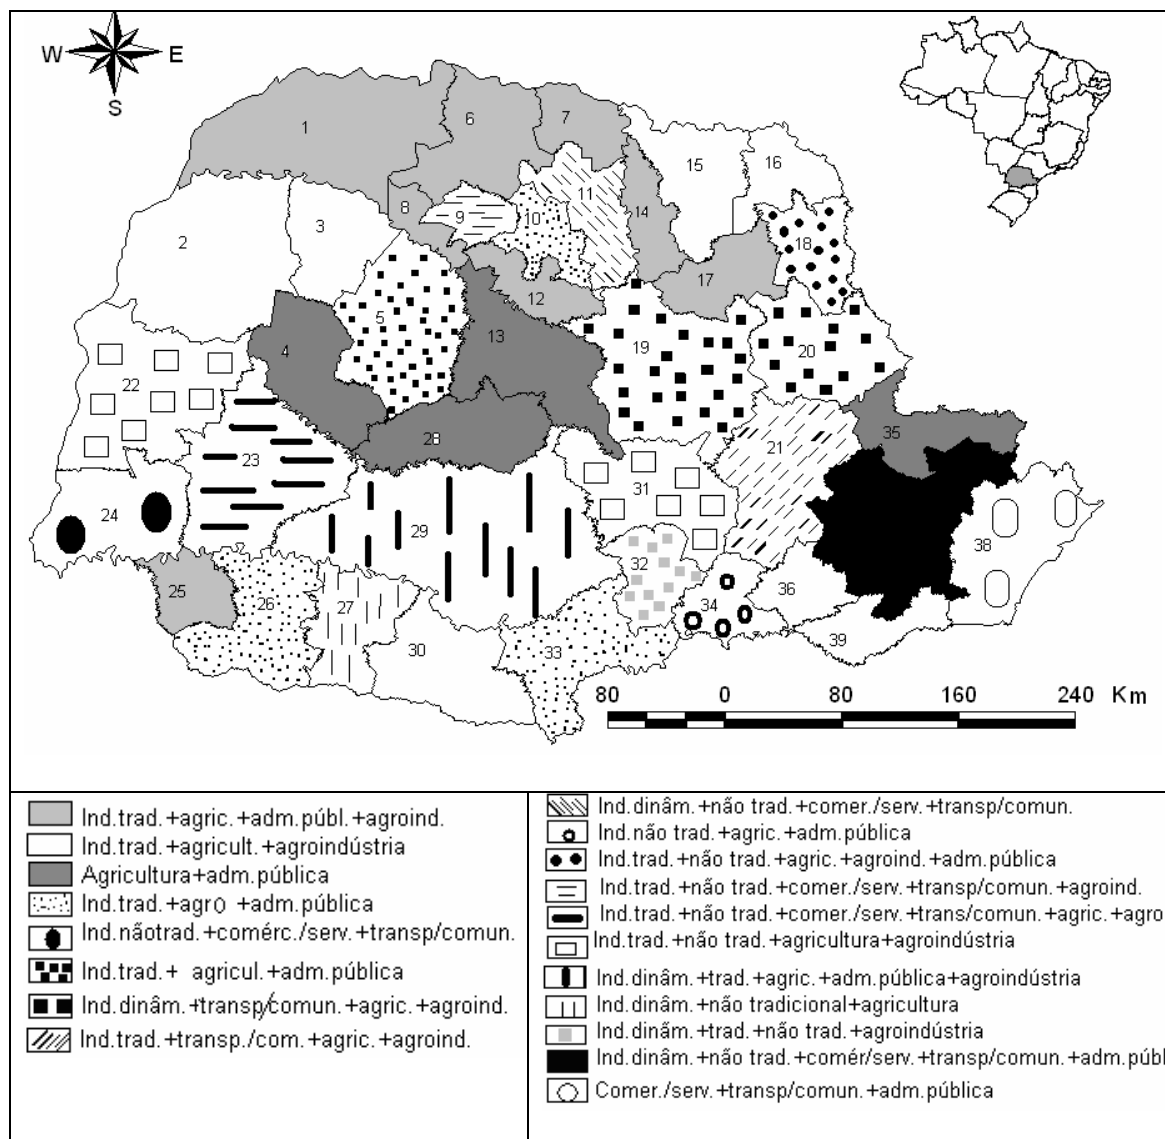 W E
S
1
6
7
15
16
11
8
9
10
14
2
3
18
17
12
5
13
19
20
4
22
28
35
21
23
31
24
29
38
32
25
26
27
34
36
30
33
39
80 0 80 160 240 Km
Ind.trad.+agric.+adm.públ.+agroind.
Ind.trad.+agricult.+agroindústria
Agricultura+adm.pública
Ind.trad.+agro +adm.pública
Ind.nãotrad.+comérc./serv.+transp/comun.
Ind.trad.+ agricul.+adm.pública
Ind.dinâm.+transp/comun.+agric.+agroind.
Ind.trad.+transp./com.+agric.+agroind.
Ind.dinâm.+não trad.+comer./serv.+transp/comun.
Ind.não trad.+agric.+adm.pública
Ind.trad.+não trad.+agric.+agroind.+adm.pública
Ind.trad.+não trad.+comer./serv.+transp/comun.+agroind.
Ind.trad.+não trad.+comer./serv.+trans/comun.+agric.+agro
Ind.trad.+não trad.+agricultura+agroindústria
Ind.dinâm.+trad.+agric.+adm.pública+agroindústria
Ind.dinâm.+não tradicional+agricultura
Ind.dinâm.+trad.+não trad.+agroindústria
Ind.dinâm.+não trad.+comér/serv.+transp/comun.+adm.públ
Comer./serv.+transp/comun.+adm.pública